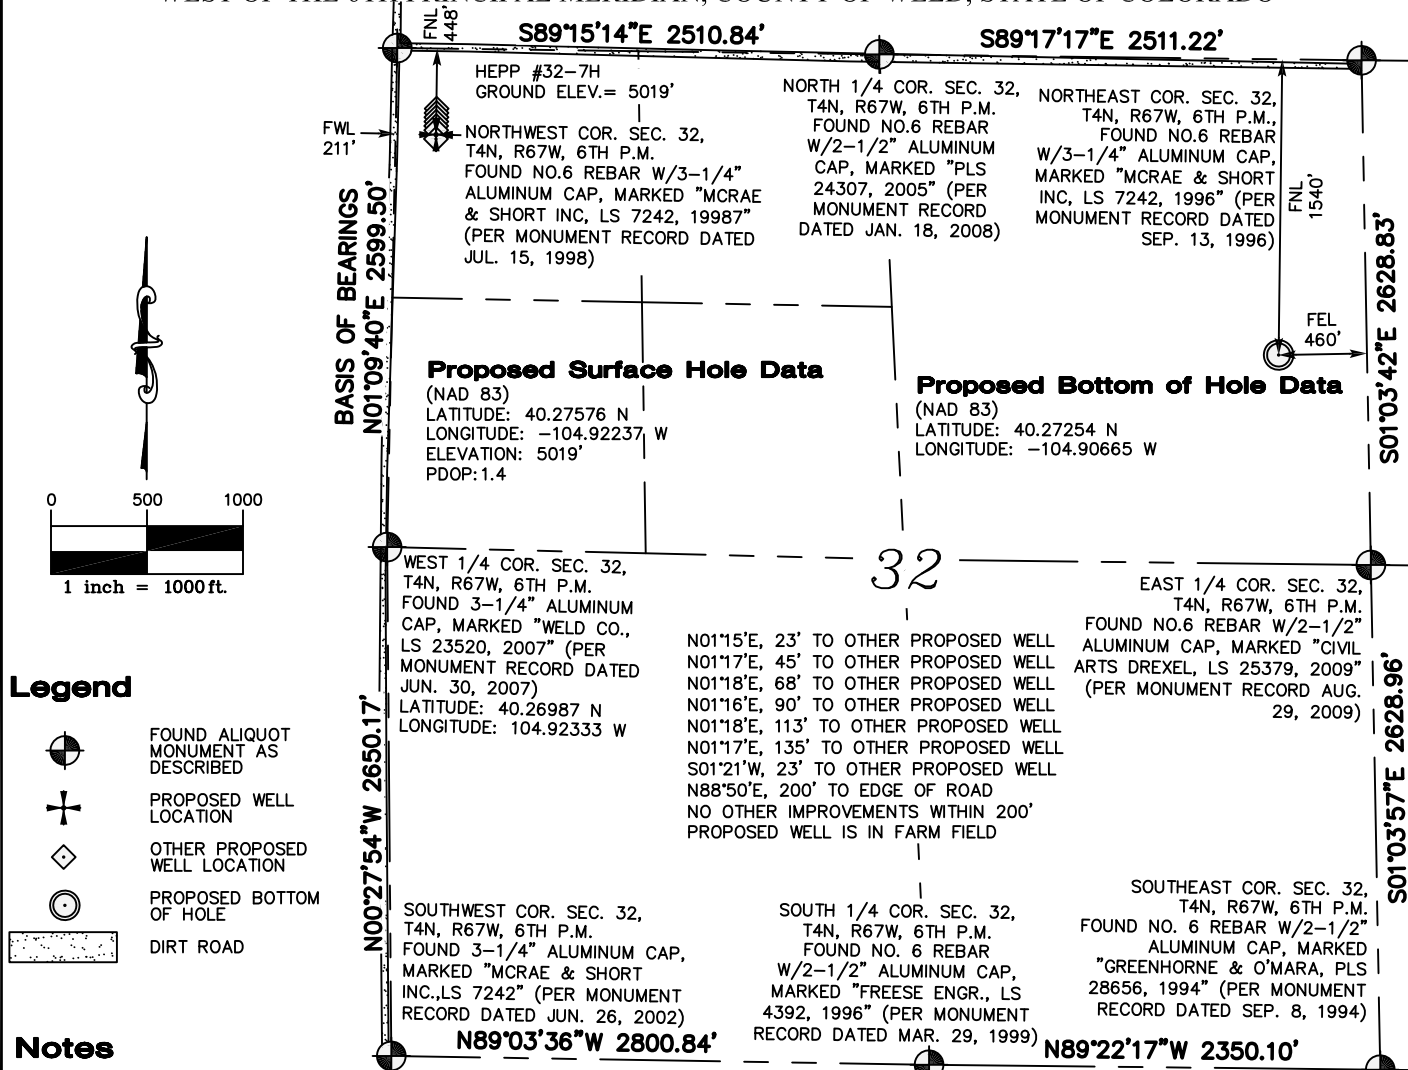 S89°15'14"E 2510.84'
S89°17'17"E 2511.22'
FNL
448'
HEPP #32-7H
GROUND ELEV.= 5019'
FWL
211'
NORTHWEST COR. SEC. 32,
T4N, R67W, 6TH P.M.
FOUND NO.6 REBAR W/3-1/4"
ALUMINUM CAP, MARKED "MCRAE
& SHORT INC, LS 7242, 19987"
(PER MONUMENT RECORD DATED
JUL. 15, 1998)
NORTH 1/4 COR. SEC. 32,
T4N, R67W, 6TH P.M.
FOUND NO.6 REBAR
W/2-1/2" ALUMINUM
CAP, MARKED "PLS
24307, 2005" (PER
MONUMENT RECORD
DATED JAN. 18, 2008)
NORTHEAST COR. SEC. 32,
T4N, R67W, 6TH P.M.,
FOUND NO.6 REBAR
W/3-1/4" ALUMINUM CAP,
MARKED "MCRAE & SHORT
INC, LS 7242, 1996" (PER
MONUMENT RECORD DATED
SEP. 13, 1996)
FNL
1540'
FEL
460'
BASIS OF BEARINGS
N01°09'40"E 2599.50'
S01°03'42"E 2628.83'
Proposed Surface Hole Data
(NAD 83)
LATITUDE: 40.27576 N
LONGITUDE: -104.92237 W
ELEVATION: 5019'
PDOP:1.4
Proposed Bottom of Hole Data
(NAD 83)
LATITUDE: 40.27254 N
LONGITUDE: -104.90665 W
0 500 1000
1 inch = 1000 ft.
32
WEST 1/4 COR. SEC. 32,
T4N, R67W, 6TH P.M.
FOUND 3-1/4" ALUMINUM
CAP, MARKED "WELD CO.,
LS 23520, 2007" (PER
MONUMENT RECORD DATED
JUN. 30, 2007)
LATITUDE: 40.26987 N
LONGITUDE: 104.92333 W
N01°15'E, 23' TO OTHER PROPOSED WELL
N01°17'E, 45' TO OTHER PROPOSED WELL
N01°18'E, 68' TO OTHER PROPOSED WELL
N01°16'E, 90' TO OTHER PROPOSED WELL
N01°18'E, 113' TO OTHER PROPOSED WELL
N01°17'E, 135' TO OTHER PROPOSED WELL
S01°21'W, 23' TO OTHER PROPOSED WELL
N88°50'E, 200' TO EDGE OF ROAD
NO OTHER IMPROVEMENTS WITHIN 200'
PROPOSED WELL IS IN FARM FIELD
EAST 1/4 COR. SEC. 32,
T4N, R67W, 6TH P.M.
FOUND NO.6 REBAR W/2-1/2"
ALUMINUM CAP, MARKED "CIVIL
ARTS DREXEL, LS 25379, 2009"
(PER MONUMENT RECORD AUG.
29, 2009)
N00°27'54"W 2650.17'
S01°03'57"E 2628.96'
Legend
FOUND ALIQUOT
MONUMENT AS
DESCRIBED
PROPOSED WELL
LOCATION
OTHER PROPOSED
WELL LOCATION
PROPOSED BOTTOM
OF HOLE
DIRT ROAD
SOUTHWEST COR. SEC. 32,
T4N, R67W, 6TH P.M.
FOUND 3-1/4" ALUMINUM CAP,
MARKED "MCRAE & SHORT
INC.,LS 7242" (PER MONUMENT
RECORD DATED JUN. 26, 2002)
SOUTH 1/4 COR. SEC. 32,
T4N, R67W, 6TH P.M.
FOUND NO. 6 REBAR
W/2-1/2" ALUMINUM CAP,
MARKED "FREESE ENGR., LS
4392, 1996" (PER MONUMENT
RECORD DATED MAR. 29, 1999)
SOUTHEAST COR. SEC. 32,
T4N, R67W, 6TH P.M.
FOUND NO. 6 REBAR W/2-1/2"
ALUMINUM CAP, MARKED
"GREENHORNE & O'MARA, PLS
28656, 1994" (PER MONUMENT
RECORD DATED SEP. 8, 1994)
N89°03'36"W 2800.84'
N89°22'17"W 2350.10'
Notes